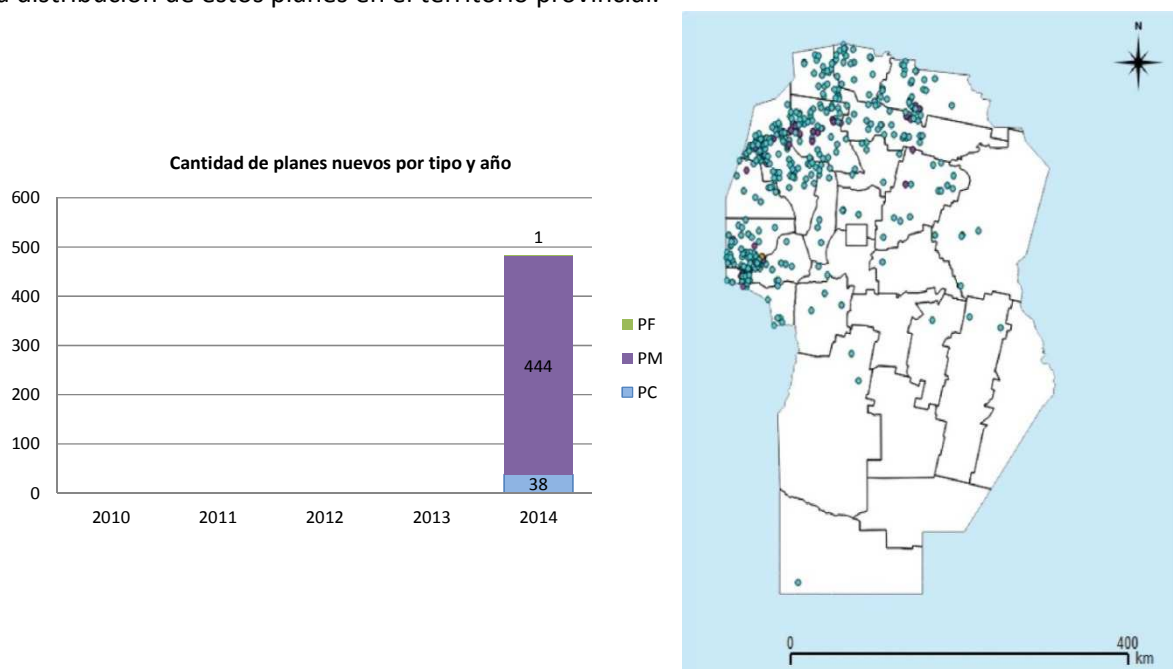 a distribución de estos planes en el territorio provincial.
Cantidad de planes nuevos por tipo y año
600
500
400
300
200
100
0
1
444
38
2010 2011 2012 2013 2014
PF
PM
PC
N
0 400
km